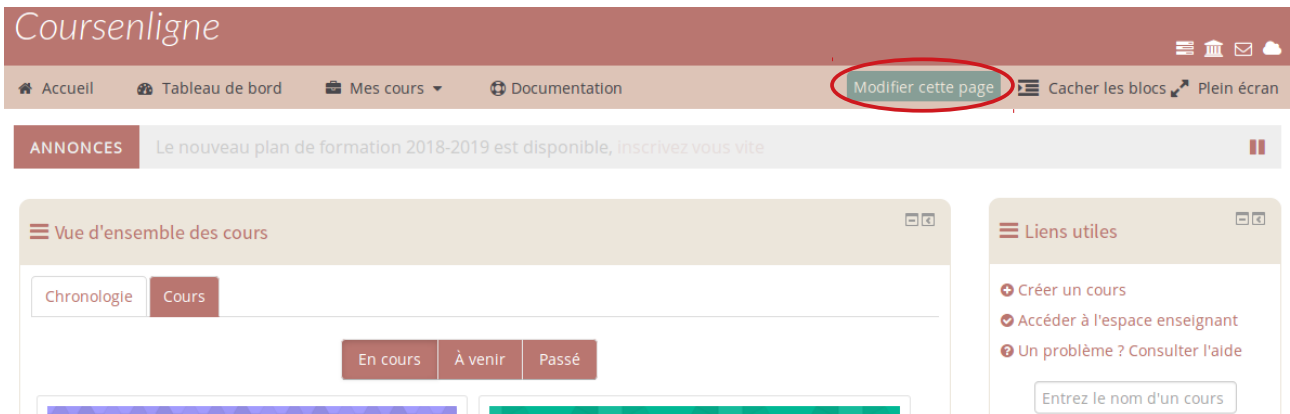 Coursenligne
Accueil Tableau de bord Mes cours Documentation Modifier cette page Cacher les blocs Plein écran
ANNONCES Le nouveau plan de formation 2018-2019 est disponible, inscrivez vous vite
Vue d'ensemble des cours
Chronologie Cours
En cours À venir Passé
Liens utiles
Créer un cours
Accéder à l'espace enseignant
Un problème ? Consulter l'aide
Entrez le nom d'un cours